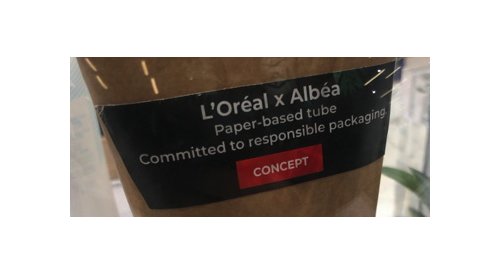 L'Oréal x Albéa
Paper-based tube
Committed to responsible packaging.
CONCEPT